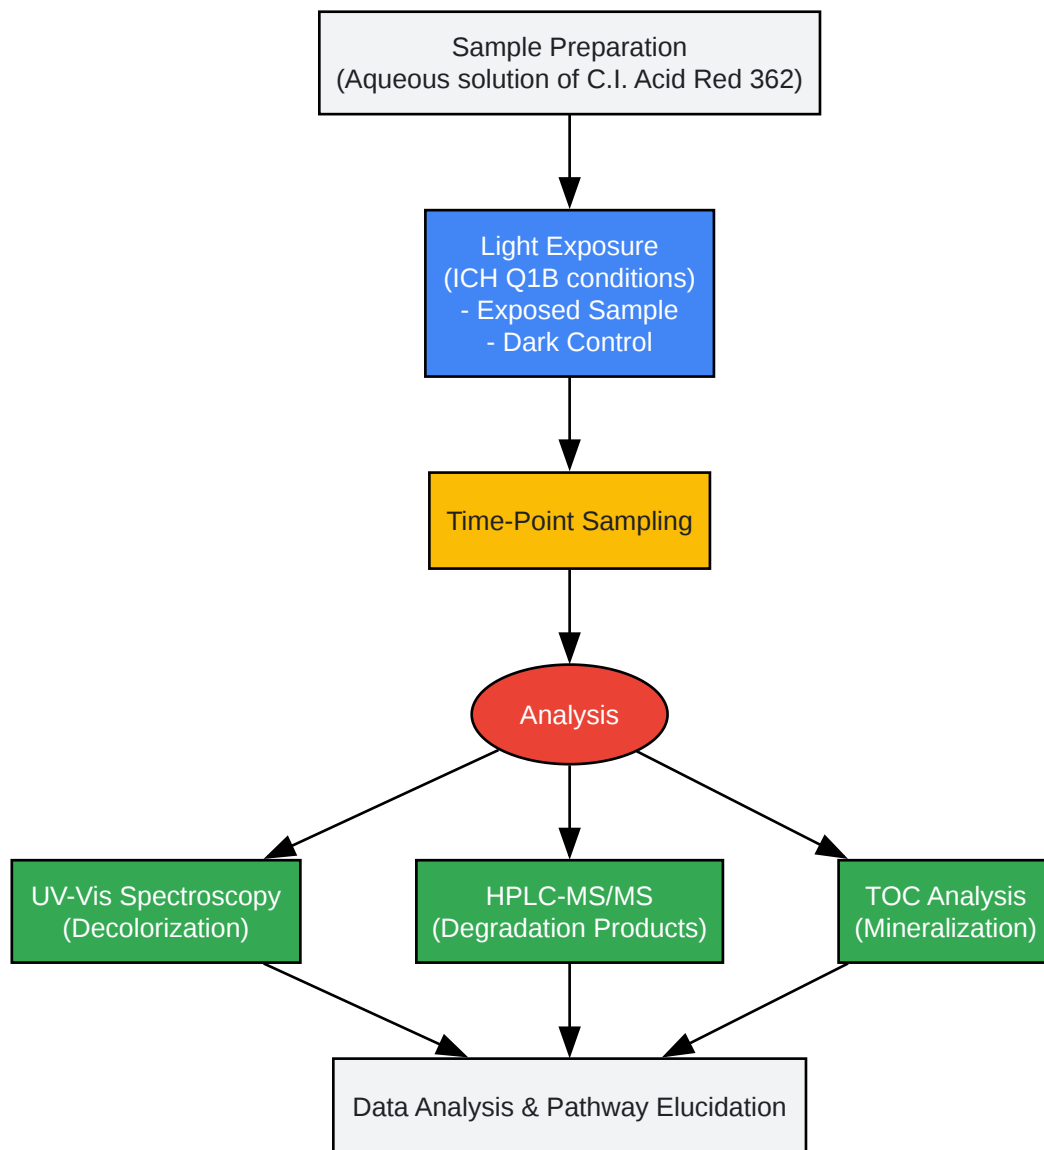 Sample Preparation
(Aqueous solution of C.I. Acid Red 362)
Light Exposure
(ICH Q1B conditions)
- Exposed Sample
- Dark Control
Time-Point Sampling
Analysis
UV-Vis Spectroscopy
(Decolorization)
HPLC-MS/MS
(Degradation Products)
TOC Analysis
(Mineralization)
Data Analysis & Pathway Elucidation